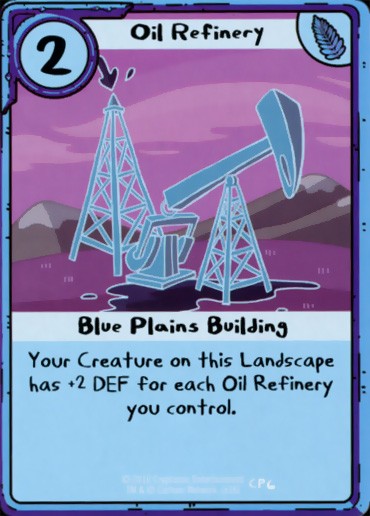 2
Oil Refinery
Blue Plains Building
Your Creature on this Landscape
has +2 DEF for each Oil Refinery
you control.
CP6